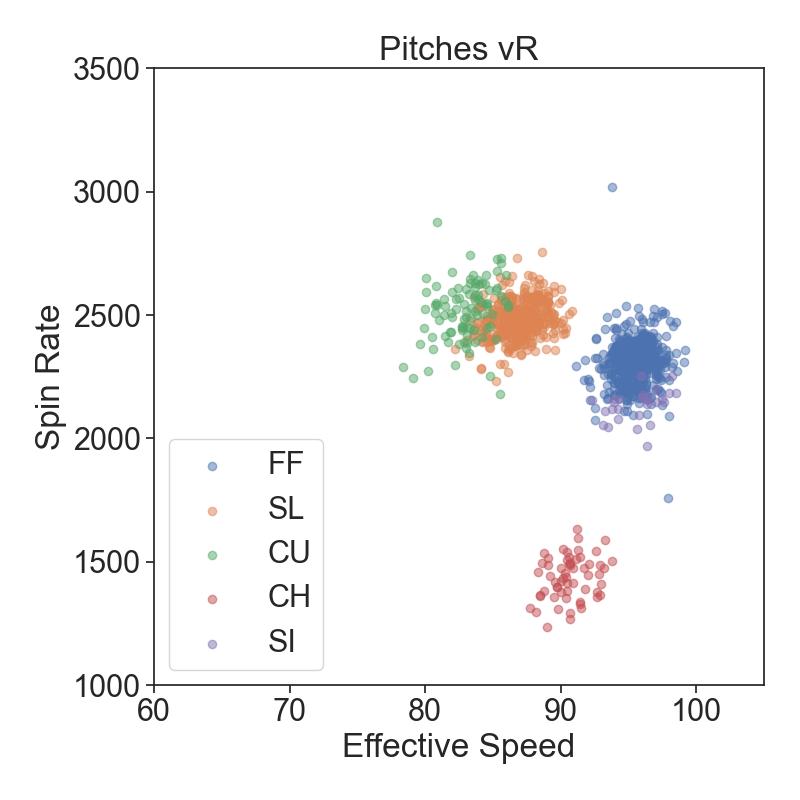 Pitches vR
3500
3000
2500
2000
1500
1000
Spin Rate
FF
SL
CU
CH
SI
60 70 80 90 100
Effective Speed